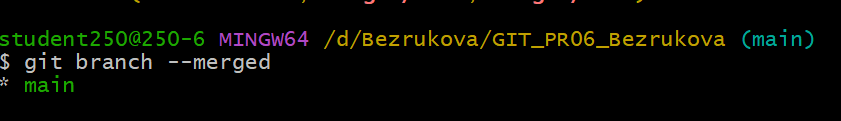 student250@250-6 MINGW64 /d/Bezrukova/GIT_PR06_Bezrukova (main)
$ git branch --merged
* main